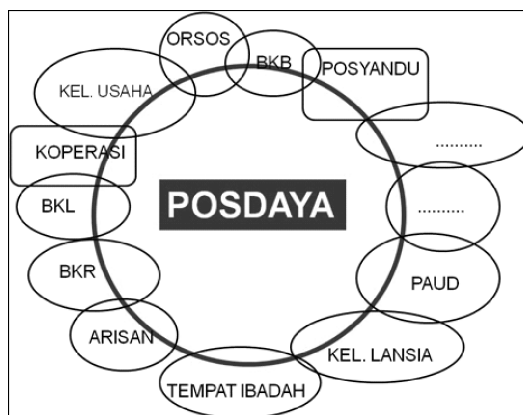 ORSOS
BKB
POSYANDU
KEL. USAHA
..........
KOPERASI
POSDAYA
BKL
..........
BKR
PAUD
ARISAN
KEL. LANSIA
TEMPAT IBADAH